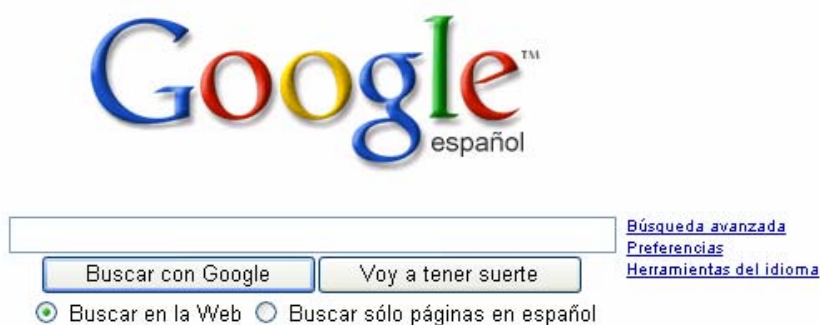 Google™
español
Búsqueda avanzada
Preferencias
Herramientas del idioma
Buscar con Google Voy a tener suerte
Buscar en la Web Buscar sólo páginas en español